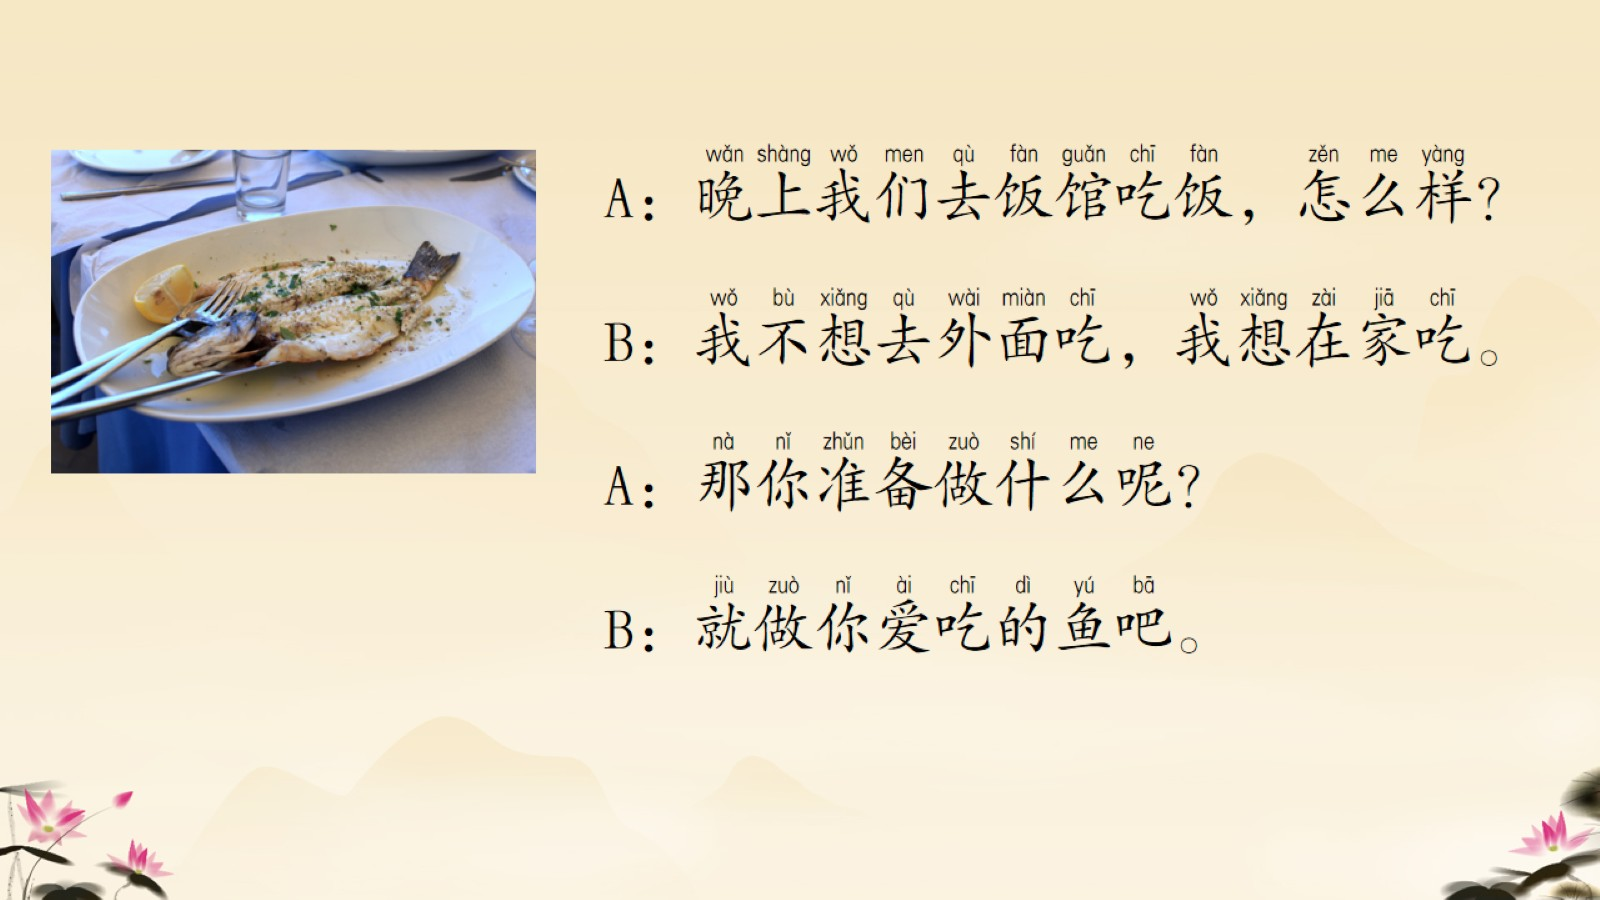 wǎn shàng wǒ men qù fàn guǎn chī fàn zěn me yàng
A：晚上我们去饭馆吃饭，怎么样？
wǒ bù xiǎng qù wài miàn chī wǒ xiǎng zài jiā chī
B：我不想去外面吃，我想在家吃。
nà nǐ zhǔn bèi zuò shí me ne
A：那你准备做什么呢？
jiù zuò nǐ ài chī dì yú bā
B：就做你爱吃的鱼吧。